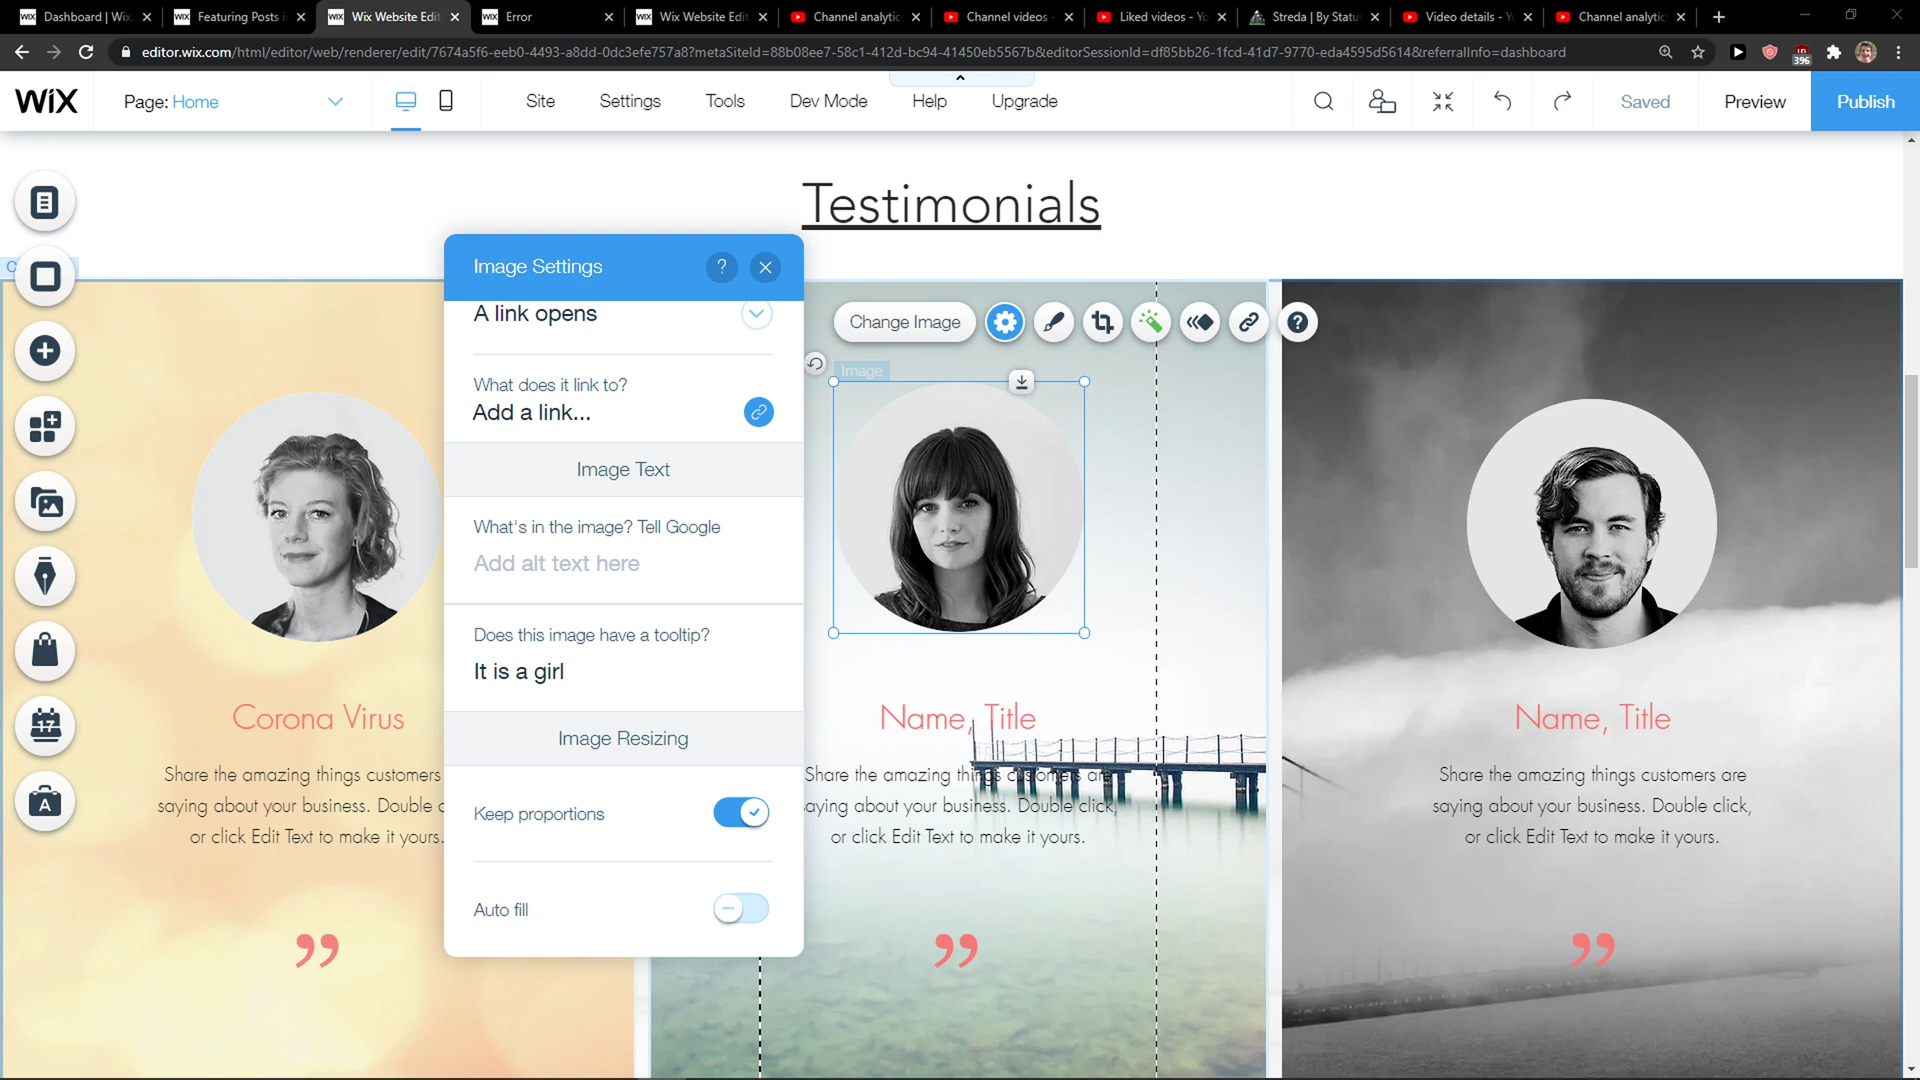 Dashboard | Wix.
Featuring Posts i
Wix Website Edit
Error
Wix Website Edit
Channel analytic
Channel videos -
Liked videos - Yo
Streda | By Statu
Video details - Y
Channel analytic
editor.wix.com/html/editor/web/renderer/edit/7674a5f6-eeb0-4493-a8dd-0dc3efe757a8?metaSiteId=88b08ee7-58c1-412d-bc94-41450eb5567b&editorSessionId=df85bb26-1fcd-41d7-9770-eda4595d5614&referralInfo=dashboard
396
WiX
Page: Home
Site
Settings
Tools
Dev Mode
Help
Upgrade
Saved
Preview
Publish
Testimonials
Image Settings
?
A link opens
What does it link to?
Add a link...
Image Text
What's in the image? Tell Google
Add alt text here
Does this image have a tooltip?
It is a girl
Image Resizing
Keep proportions
Auto fill
Change Image
?
Image
17
A
Corona Virus
Share the amazing things customers
saying about your business. Double c
or click Edit Text to make it yours.
”
Name, Title
Share the amazing things customers are
saying about your business. Double click,
or click Edit Text to make it yours.
”
Name, Title
Share the amazing things customers are
saying about your business. Double click,
or click Edit Text to make it yours.
”